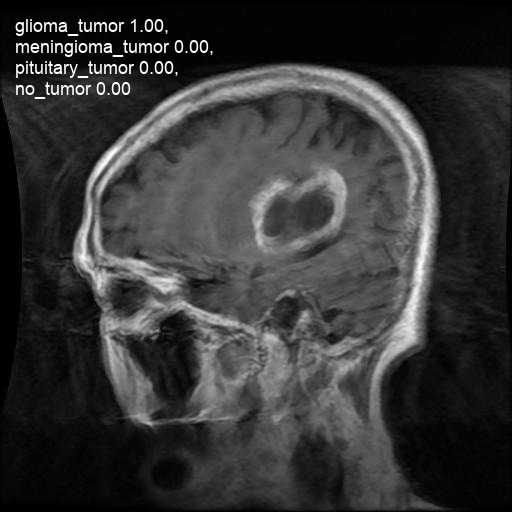 glioma_tumor 1.00,
meningioma_tumor 0.00,
pituitary_tumor 0.00,
no_tumor 0.00